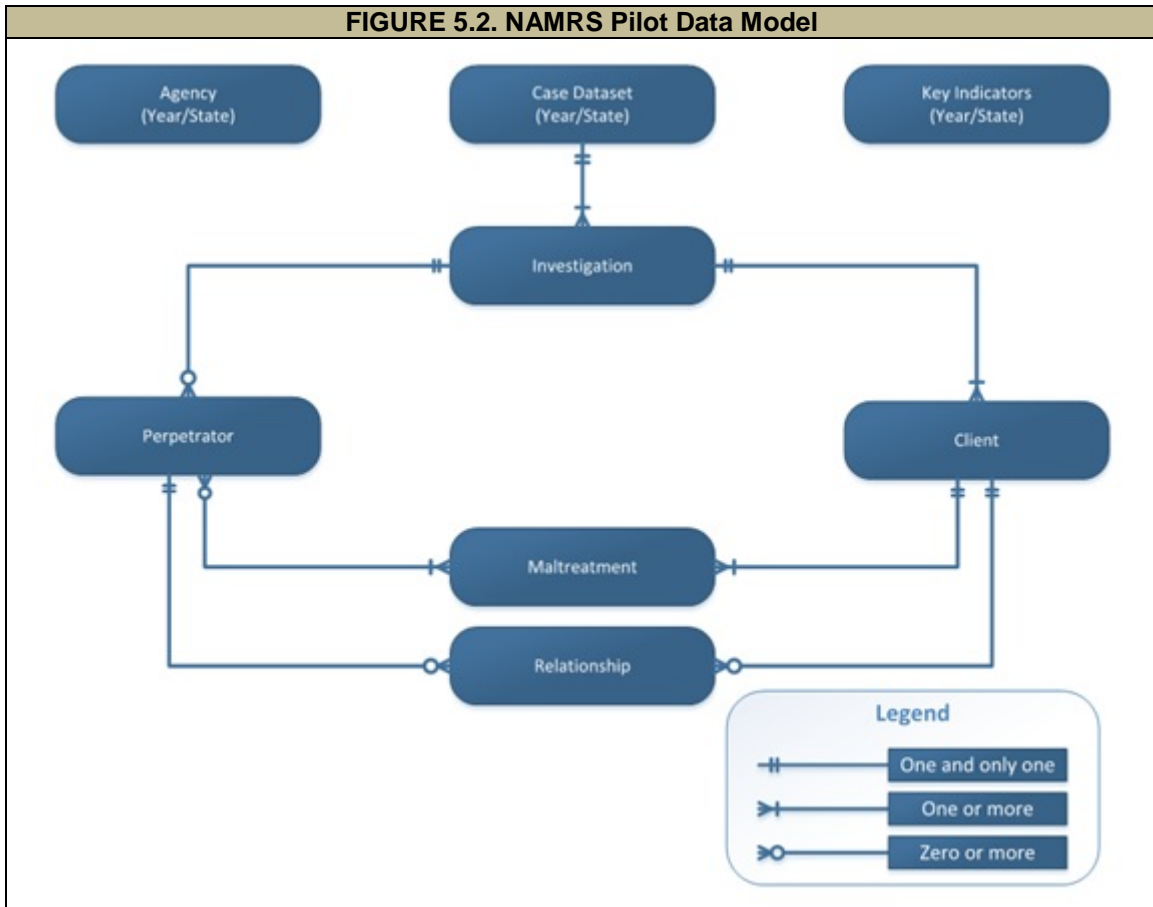 FIGURE 5.2. NAMRS Pilot Data Model
Agency
(Year/State)
Case Dataset
(Year/State)
Key Indicators
(Year/State)
Investigation
Perpetrator
Client
Maltreatment
Relationship
Legend
One and only one
One or more
Zero or more